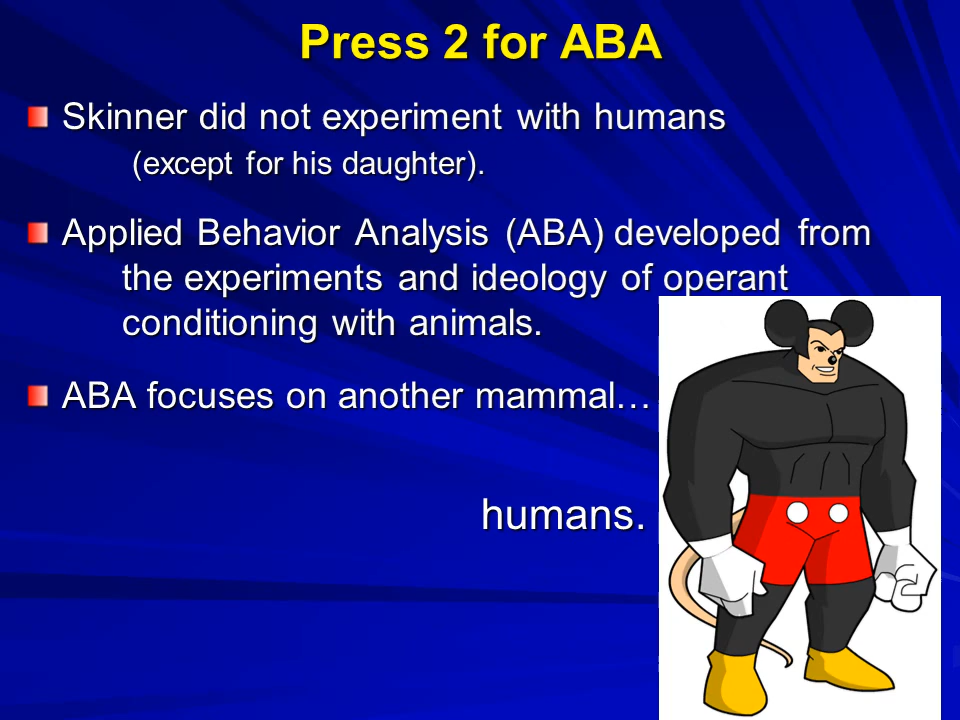 Press 2 for ABA
Skinner did not experiment with humans
(except for his daughter).
Applied Behavior Analysis (ABA) developed from
the experiments and ideology of operant
conditioning with animals.
ABA focuses on another mammal…
humans.